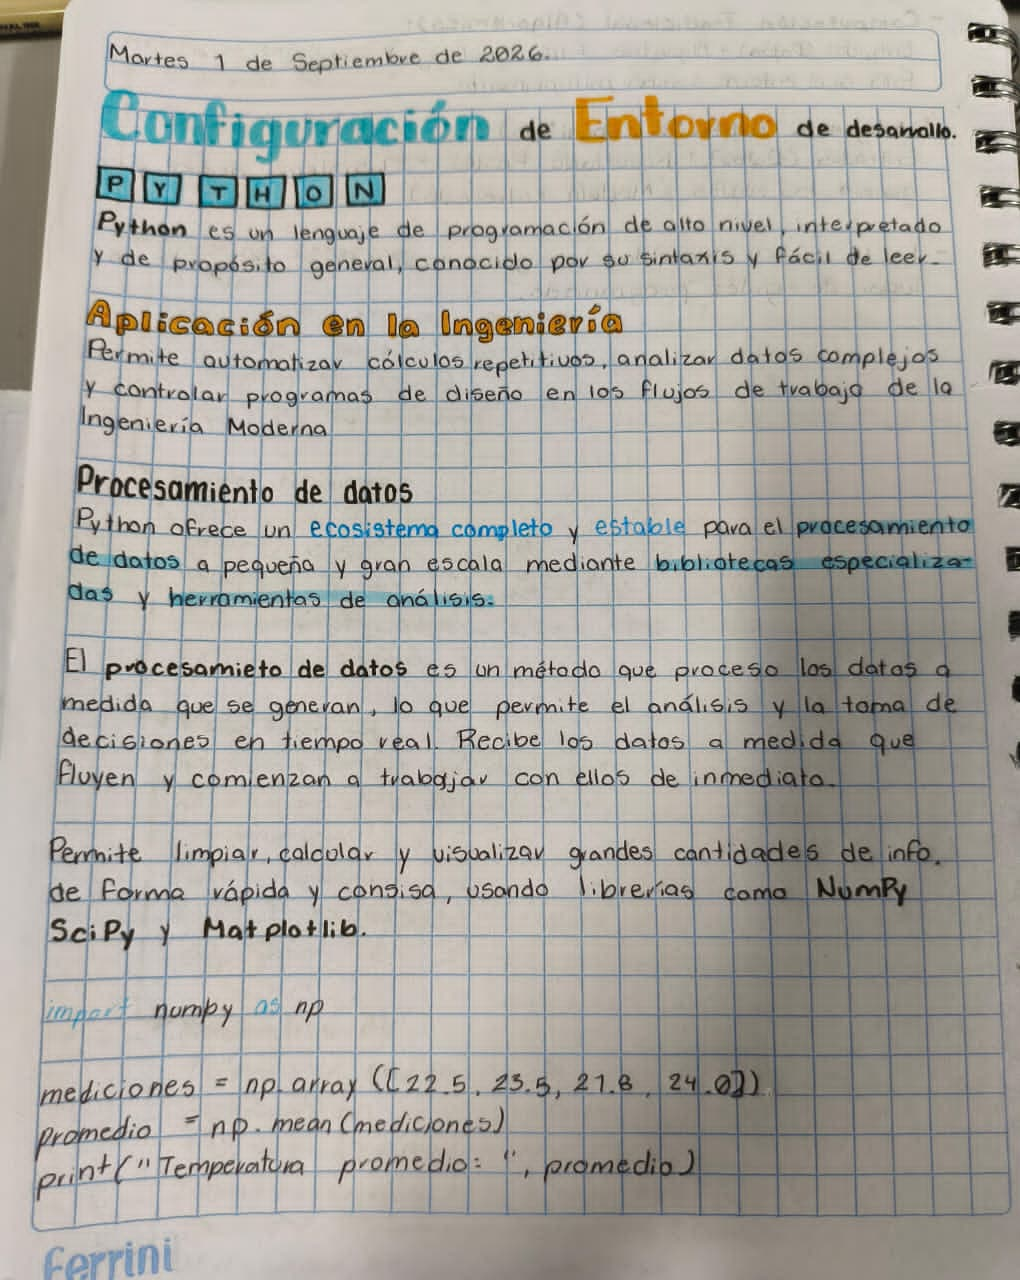 Martes 1 de Septiembre de 2026.
Configuración de Entorno de desarrollo.
PYTHON
Python es un lenguaje de programación de alto nivel, interpretado
y de propósito general, conocido por su sintaxis y fácil de leer.
Aplicación en la Ingeniería
Permite automatizar cálculos repetitivos, analizar datos complejos
y controlar programas de diseño en los flujos de trabajo de la
Ingeniería Moderna
Procesamiento de datos
Python ofrece un ecosistema completo y estable para el procesamiento
de datos a pequeña y gran escala mediante bibliotecas especializa-
das y herramientas de análisis.
El procesamieto de datos es un método que proceso los datos a
medida que se generan, lo que permite el análisis y la toma de
decisiones en tiempo real. Recibe los datos a medida que
fluyen y comienzan a trabajar con ellos de inmediato.
Permite limpiar, calcular y visualizar grandes cantidades de info.
de forma rápida y consisa, usando librerias como NumPy
SciPy y Matplotlib.
import numpy as np
mediciones = np.array ([22.5, 23.5, 21.8, 24.0])
promedio = np.mean(mediciones)
print("Temperatura promedio: ", promedio)
Ferrini